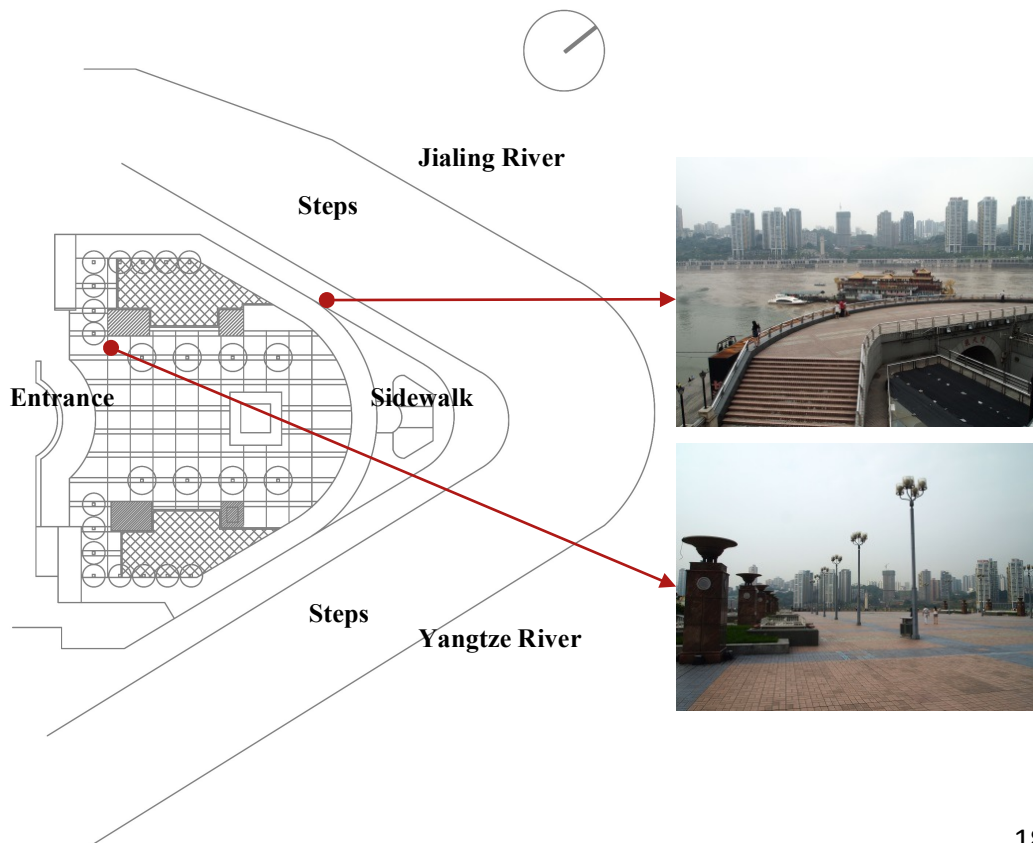 Jialing River
Steps
Entrance
Sidewalk
Steps
Yangtze River